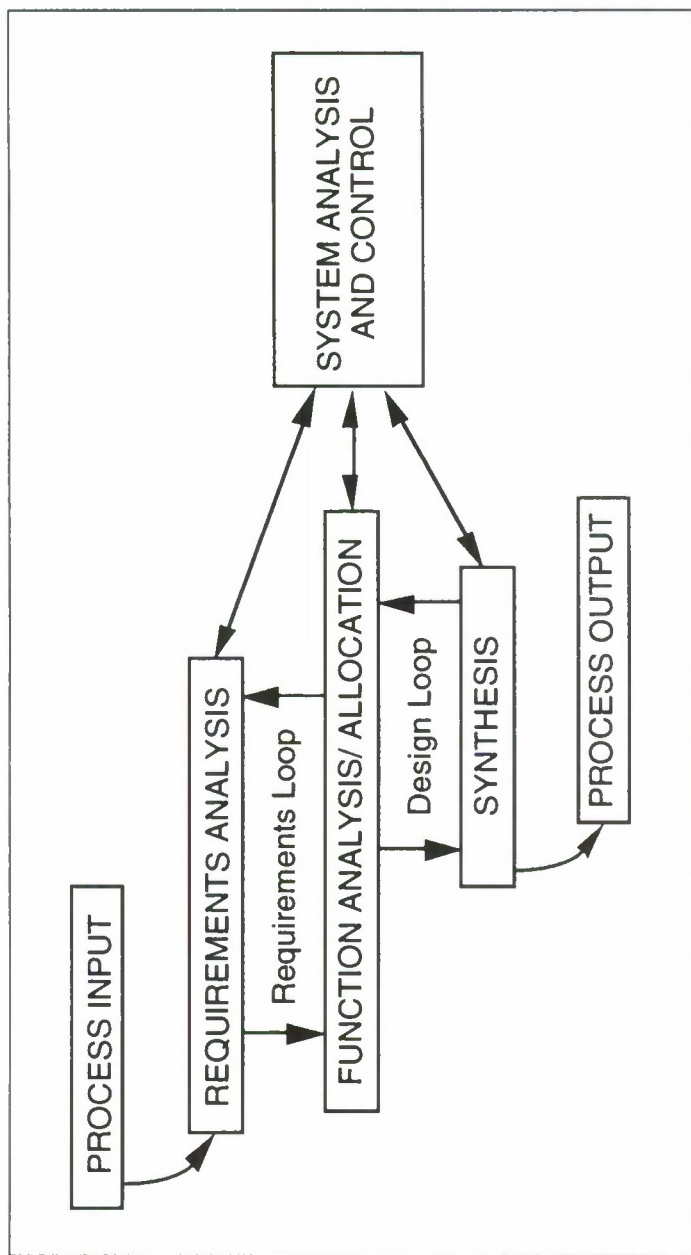 PROCESS INPUT
REQUIREMENTS ANALYSIS
Requirements Loop
FUNCTION ANALYSIS/ ALLOCATION
Design Loop
SYNTHESIS
PROCESS OUTPUT
SYSTEM ANALYSIS
AND CONTROL